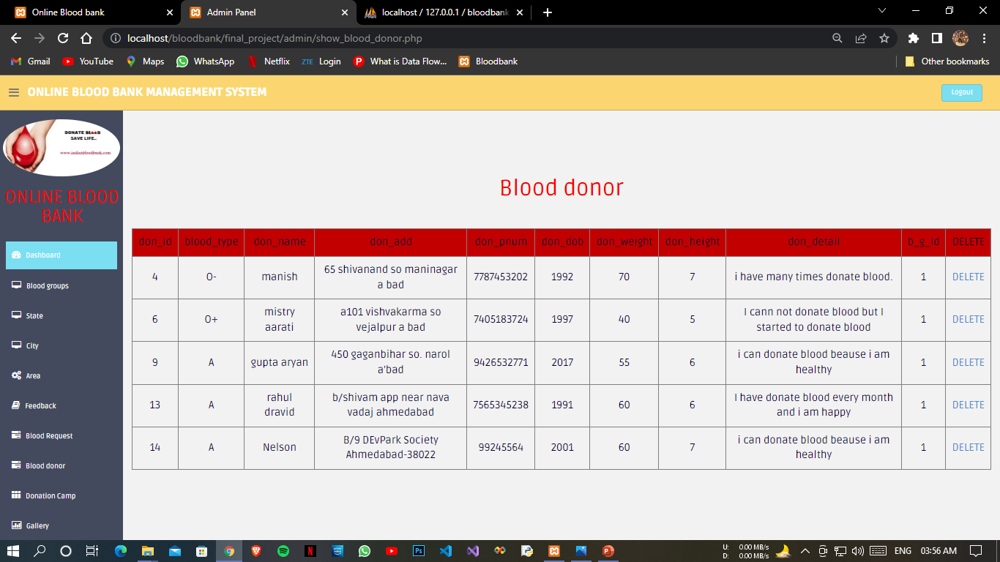 Online Blood bank
Admin Panel
localhost / 127.0.0.1 / bloodbank
localhost/bloodbank/final_project/admin/show_blood_donor.php
Gmail
YouTube
Maps
WhatsApp
Netflix
ZTE Login
What is Data Flow...
Bloodbank
Other bookmarks
ONLINE BLOOD BANK MANAGEMENT SYSTEM
Logout
DONATE BLOOD
SAVE LIFE..
www.indianbloodbank.com
ONLINE BLOOD
BANK
Dashboard
Blood groups
State
City
Area
Feedback
Blood Request
Blood donor
Donation Camp
Gallery
Blood donor
don_id blood_type don_name don_add don_pnum don_dob don_weight don_height don_detail b_g_id DELETE
4 O- manish 65 shivanand so maninagar
a bad 7787453202 1992 70 7 i have many times donate blood. 1 DELETE
6 O+ mistry
aarati a101 vishvakarma so
vejalpur a bad 7405183724 1997 40 5 I cann not donate blood but I
started to donate blood 1 DELETE
9 A gupta aryan 450 gaganbihar so. narol
a'bad 9426532771 2017 55 6 i can donate blood beause i am
healthy 1 DELETE
13 A rahul
dravid b/shivam app near nava
vadaj ahmedabad 7565345238 1991 60 6 I have donate blood every month
and i am happy 1 DELETE
14 A Nelson B/9 DEvPark Society
Ahmedabad-38022 99245564 2001 60 7 i can donate blood beause i am
healthy 1 DELETE
U: 0.00 MB/s
D: 0.00 MB/s
ENG
03:56 AM